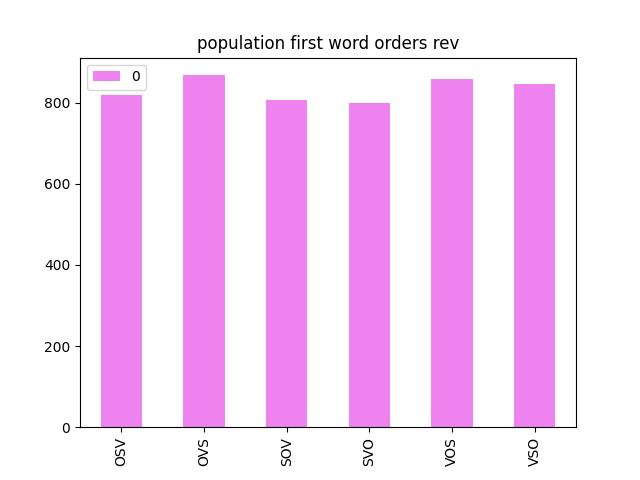 population first word orders rev
0
800
600
400
200
0
OSV
OVS
SOV
SVO
VOS
VSO